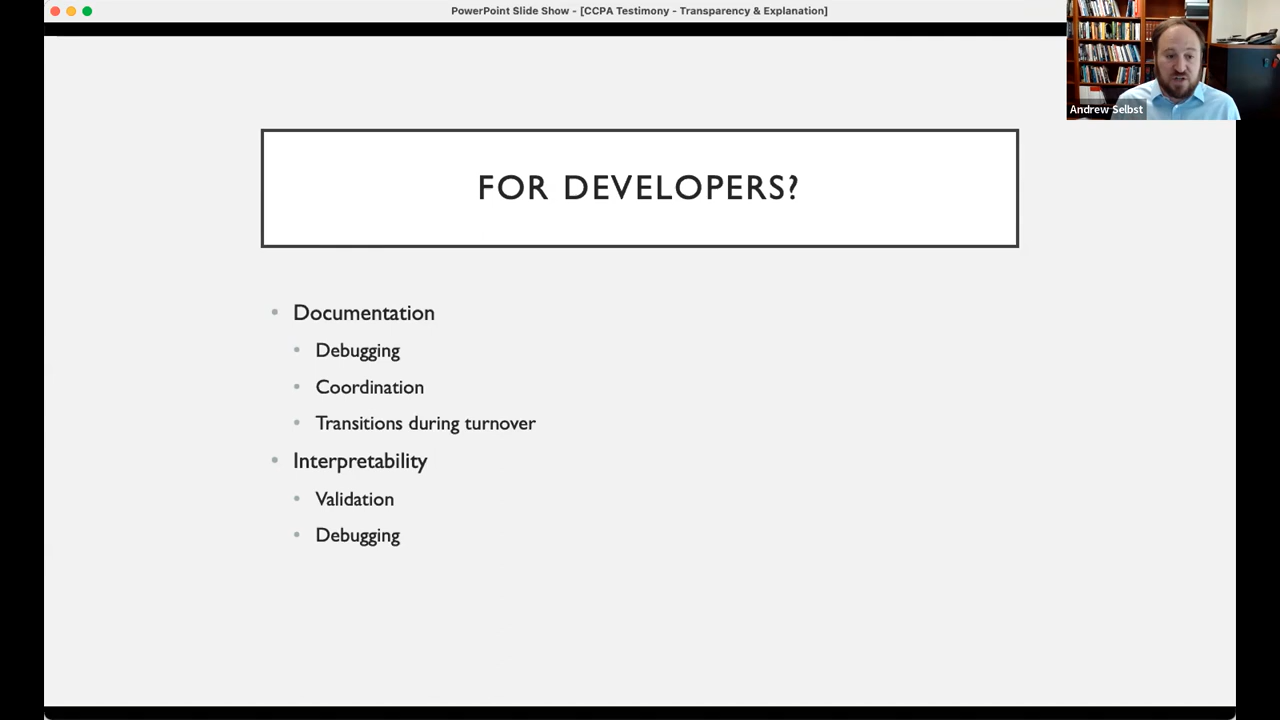 PowerPoint Slide Show - [CCPA Testimony - Transparency & Explanation]
Andrew Selbst
FOR DEVELOPERS?
• Documentation
• Debugging
• Coordination
• Transitions during turnover
• Interpretability
• Validation
• Debugging